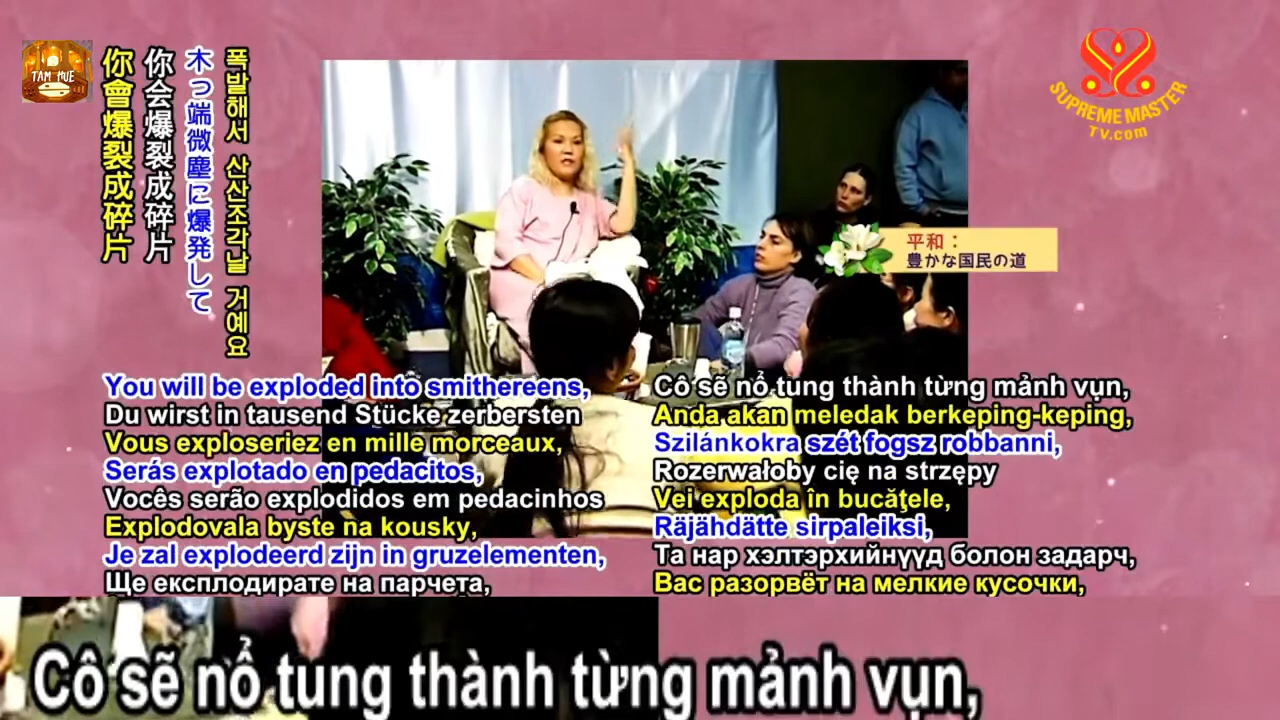 TAM HUE
你會爆裂成碎片
你会爆裂成碎片
木っ端微塵に爆発して
폭발해서 산산조각날 거예요
SUPREME MASTER
TV.com
平和：
豊かな国民の道
You will be exploded into smithereens,
Du wirst in tausend Stücke zerbersten
Vous exploseriez en mille morceaux,
Serás explotado en pedacitos,
Vocês serão explodidos em pedacinhos
Explodovala byste na kousky,
Je zal explodeerd zijn in gruzelementen,
Ще експлодирате на парчета,
Cô sẽ nổ tung thành từng mảnh vụn,
Anda akan meledak berkeping-keping,
Szilánkokra szét fogsz robbanni,
Rozerwałoby cię na strzępy
Vei exploda în bucăţele,
Räjähdätte sirpaleiksi,
Та нар хэлтэрхийнүүд болон задарч,
Вас разорвёт на мелкие кусочки,
Cô sẽ nổ tung thành từng mảnh vụn,